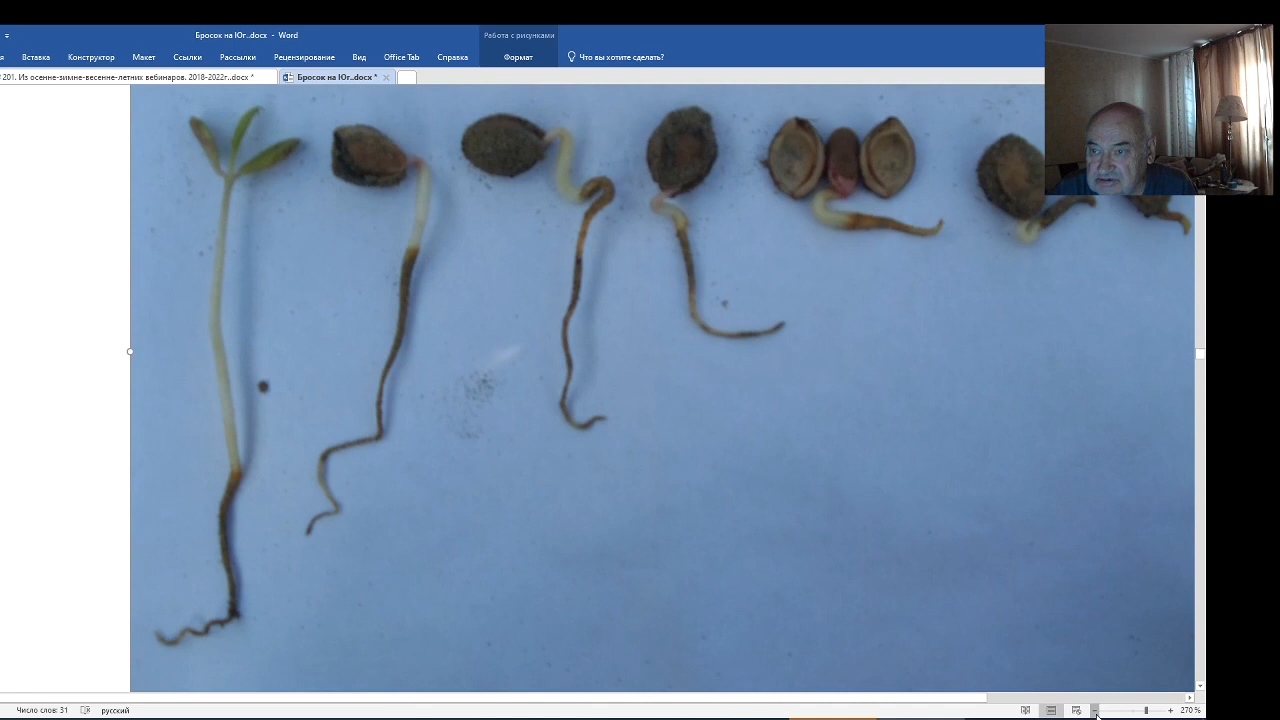 Бросок на Юг..docx - Word
Работа с рисунками
я Вставка Конструктор Макет Ссылки Рассылки Рецензирование Вид Office Tab Справка Формат Что вы хотите сделать?
201. Из осенне-зимне-весенне-летних вебинаров. 2018-2022г..docx *
Бросок на Юг..docx *
Число слов: 31 русский 270 %